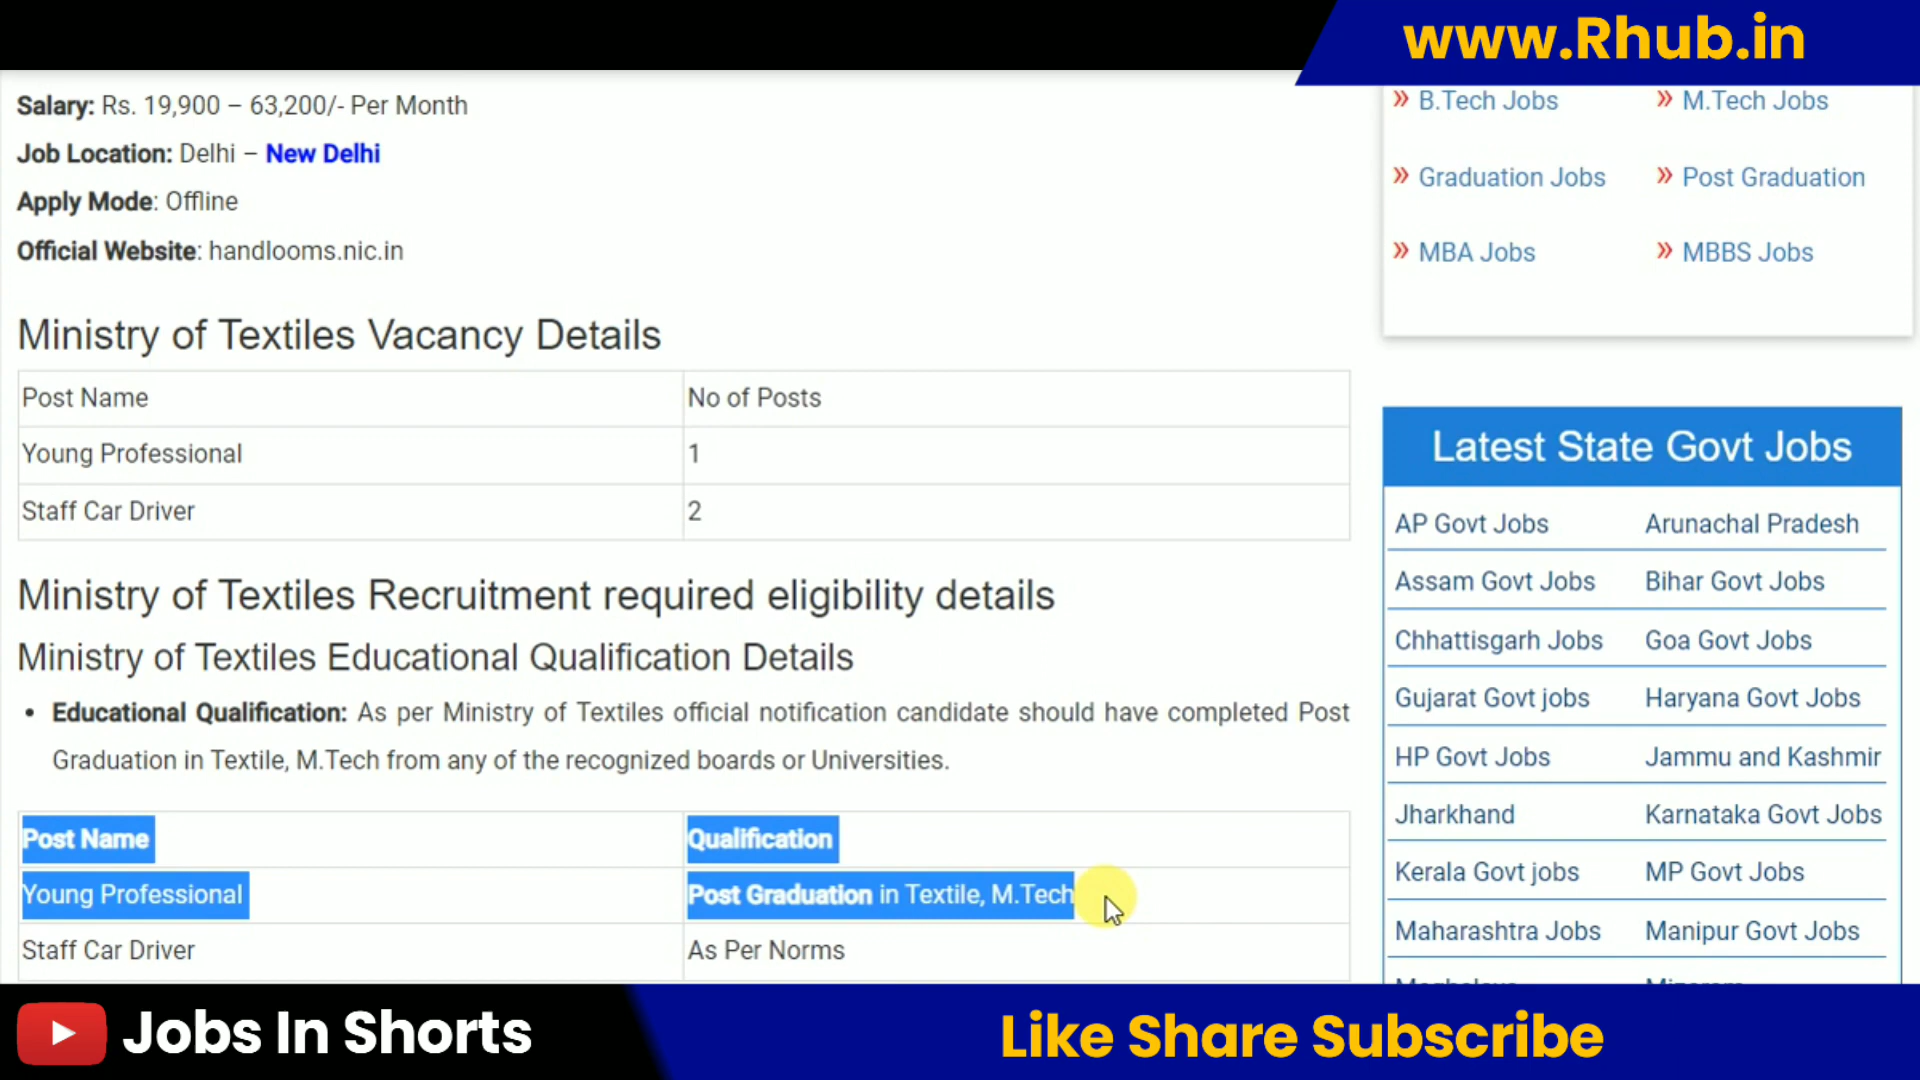 www.Rhub.in
Salary: Rs. 19,900 – 63,200/- Per Month
Job Location: Delhi – New Delhi
Apply Mode: Offline
Official Website: handlooms.nic.in
Ministry of Textiles Vacancy Details
Post Name No of Posts
Young Professional 1
Staff Car Driver 2
Ministry of Textiles Recruitment required eligibility details
Ministry of Textiles Educational Qualification Details
• Educational Qualification: As per Ministry of Textiles official notification candidate should have completed Post
Graduation in Textile, M.Tech from any of the recognized boards or Universities.
Post Name Qualification
Young Professional Post Graduation in Textile, M.Tech
Staff Car Driver As Per Norms
» B.Tech Jobs » M.Tech Jobs
» Graduation Jobs » Post Graduation
» MBA Jobs » MBBS Jobs
Latest State Govt Jobs
AP Govt Jobs Arunachal Pradesh
Assam Govt Jobs Bihar Govt Jobs
Chhattisgarh Jobs Goa Govt Jobs
Gujarat Govt jobs Haryana Govt Jobs
HP Govt Jobs Jammu and Kashmir
Jharkhand Karnataka Govt Jobs
Kerala Govt jobs MP Govt Jobs
Maharashtra Jobs Manipur Govt Jobs
Jobs In Shorts
Like Share Subscribe